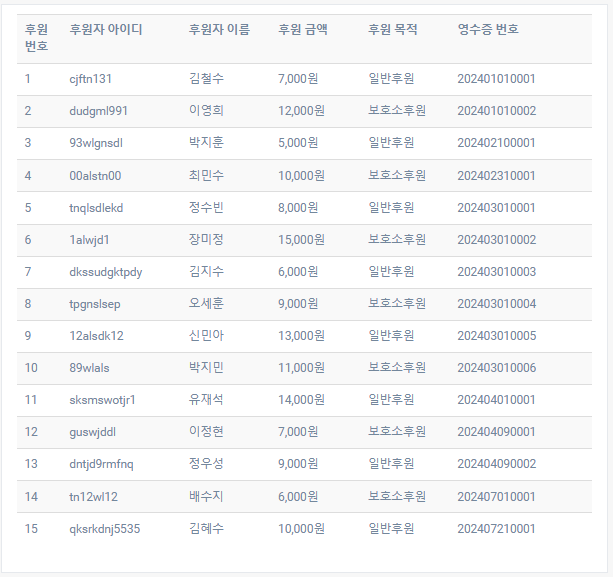 후원 번호 후원자 아이디 후원자 이름 후원 금액 후원 목적 영수증 번호
1 cjftn131 김철수 7,000원 일반후원 202401010001
2 dudgml991 이영희 12,000원 보호소후원 202401010002
3 93wlgnsdl 박지훈 5,000원 일반후원 202402100001
4 00alstn00 최민수 10,000원 보호소후원 202402310001
5 tnqlsdlekd 정수빈 8,000원 일반후원 202403010001
6 1alwjd1 장미정 15,000원 보호소후원 202403010002
7 dkssudgktpdy 김지수 6,000원 일반후원 202403010003
8 tpgnslsep 오세훈 9,000원 보호소후원 202403010004
9 12alsdk12 신민아 13,000원 일반후원 202403010005
10 89wlals 박지민 11,000원 보호소후원 202403010006
11 sksmswotjr1 유재석 14,000원 일반후원 202404010001
12 guswjddl 이정현 7,000원 보호소후원 202404090001
13 dntjd9rmfnq 정우성 9,000원 일반후원 202404090002
14 tn12wl12 배수지 6,000원 보호소후원 202407010001
15 qksrkdnj5535 김혜수 10,000원 일반후원 202407210001